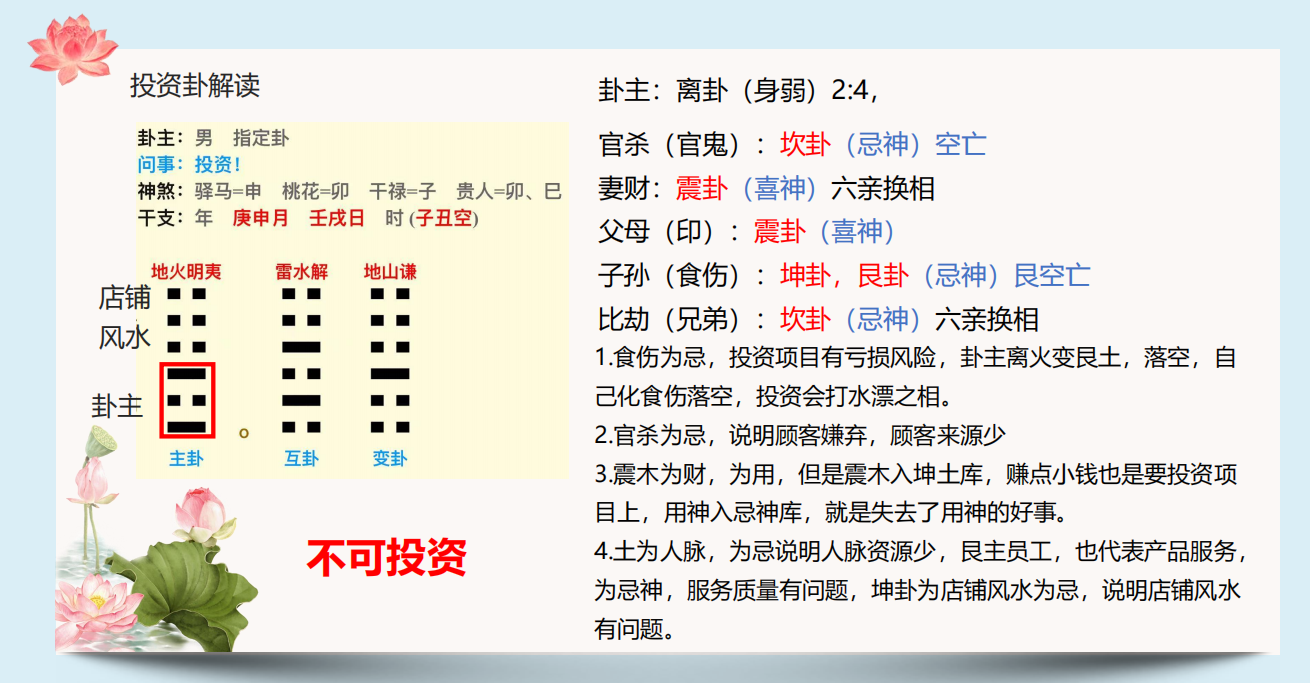 投资卦解读
卦主：男 指定卦
问事：投资！
神煞：驿马=申 桃花=卯 干禄=子 贵人=卯、巳
干支：年 庚申月 壬戌日 时 (子丑空)
地火明夷 雷水解 地山谦
店铺
风水
卦主
主卦 互卦 变卦
不可投资
卦主：离卦（身弱）2:4，
官杀（官鬼）：坎卦（忌神）空亡
妻财：震卦（喜神）六亲换相
父母（印）：震卦（喜神）
子孙（食伤）：坤卦，艮卦（忌神）艮空亡
比劫（兄弟）：坎卦（忌神）六亲换相
1.食伤为忌，投资项目有亏损风险，卦主离火变艮土，落空，自
己化食伤落空，投资会打水漂之相。
2.官杀为忌，说明顾客嫌弃，顾客来源少
3.震木为财，为用，但是震木入坤土库，赚点小钱也是要投资项
目上，用神入忌神库，就是失去了用神的好事。
4.土为人脉，为忌说明人脉资源少，艮主员工，也代表产品服务，
为忌神，服务质量有问题，坤卦为店铺风水为忌，说明店铺风水
有问题。